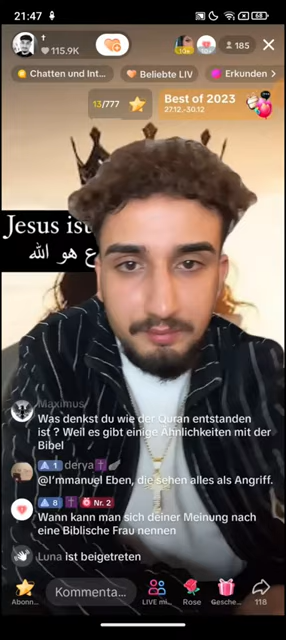 21:47
68
†
115.9K
185
Chatten und Int...
Beliebte LIV
Erkunden
13/777
Best of 2023
27.12.-30.12
Jesus ist
ع هو الله
Maximus
Was denkst du wie der Quran entstanden
ist ? Weil es gibt einige Ähnlichkeiten mit der
Bibel
1 derya✝️
@I'mmanuel Eben, die sehen alles als Angriff.
8 Nr. 2
Wann kann man sich deiner Meinung nach
eine Biblische Frau nennen
Luna ist beigetreten
Abonn...
Kommenta...
LIVE mi...
Rose
Gesche...
118